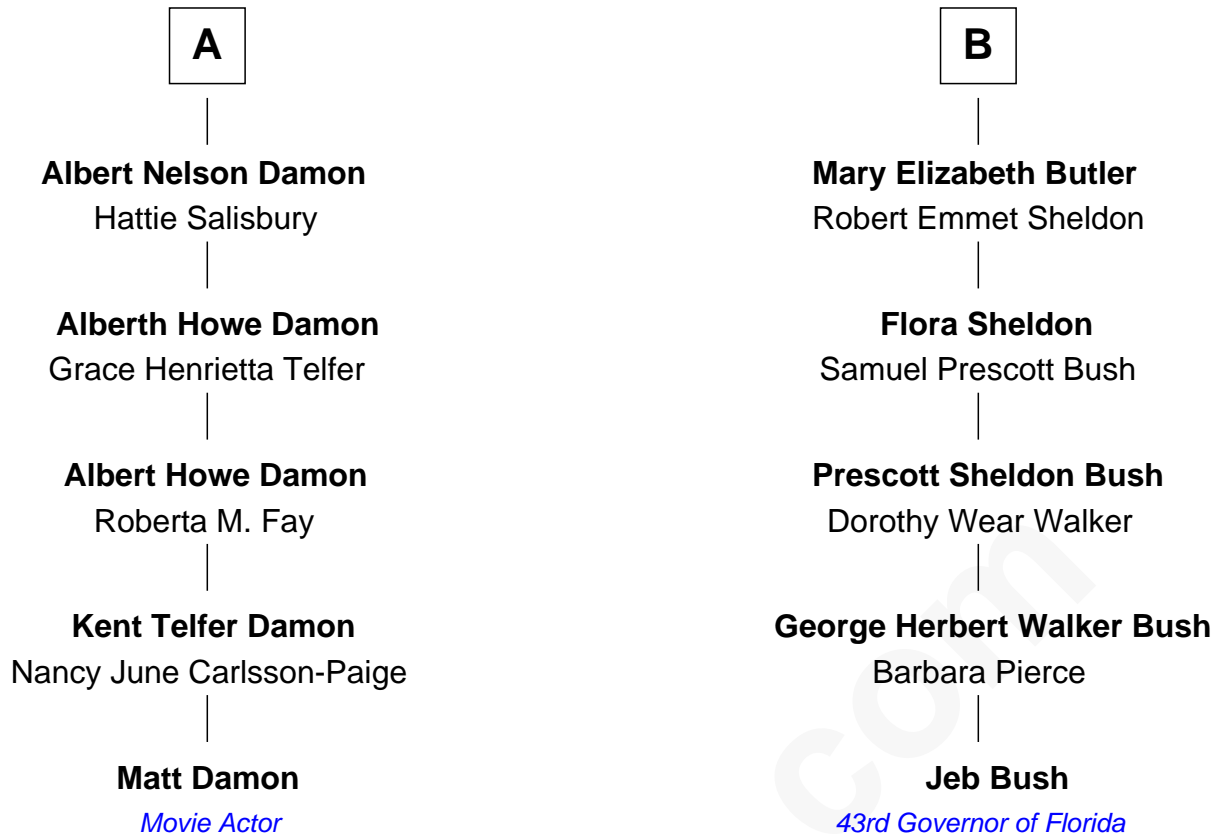 A
Albert Nelson Damon
Hattie Salisbury
Alberth Howe Damon
Grace Henrietta Telfer
Albert Howe Damon
Roberta M. Fay
Kent Telfer Damon
Nancy June Carlsson-Paige
Matt Damon
Movie Actor
B
Mary Elizabeth Butler
Robert Emmet Sheldon
Flora Sheldon
Samuel Prescott Bush
Prescott Sheldon Bush
Dorothy Wear Walker
George Herbert Walker Bush
Barbara Pierce
Jeb Bush
43rd Governor of Florida
com